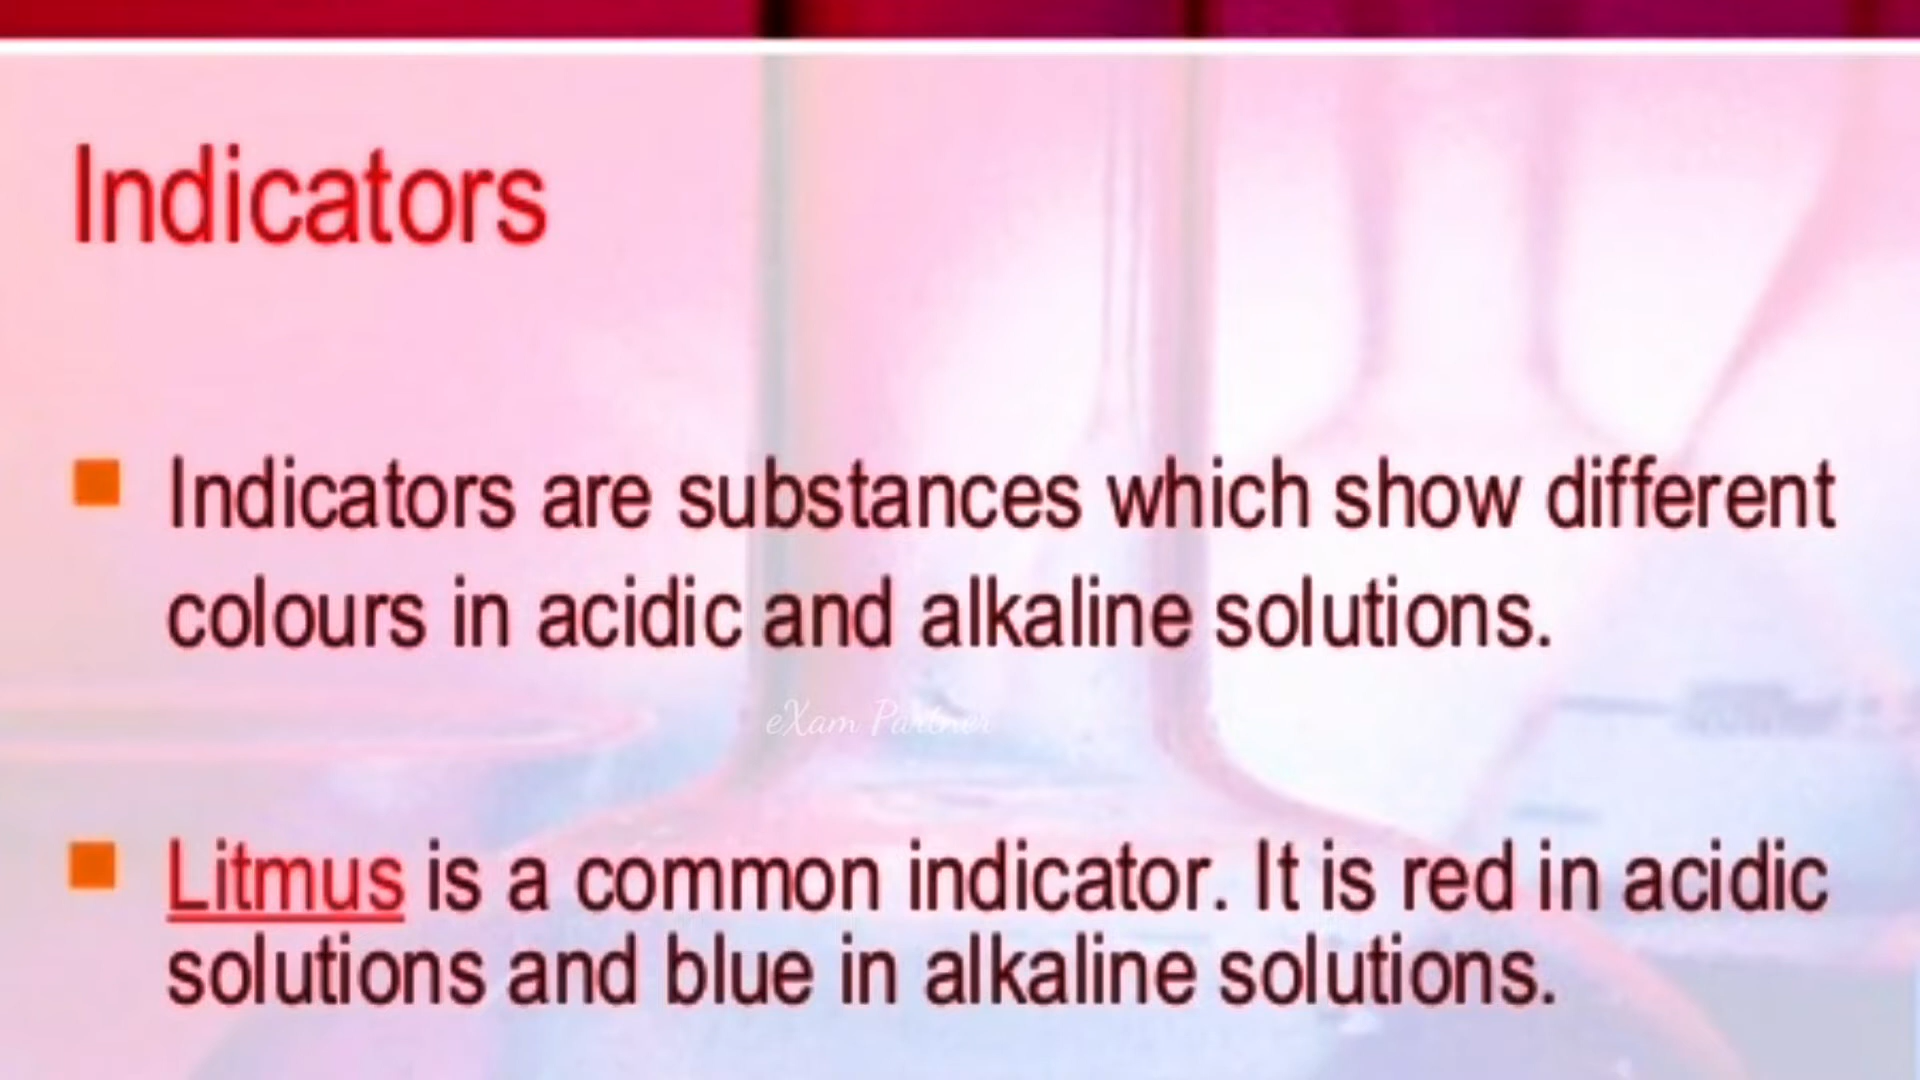 Indicators
Indicators are substances which show different
colours in acidic and alkaline solutions.
eXam Partner
Litmus is a common indicator. It is red in acidic
solutions and blue in alkaline solutions.